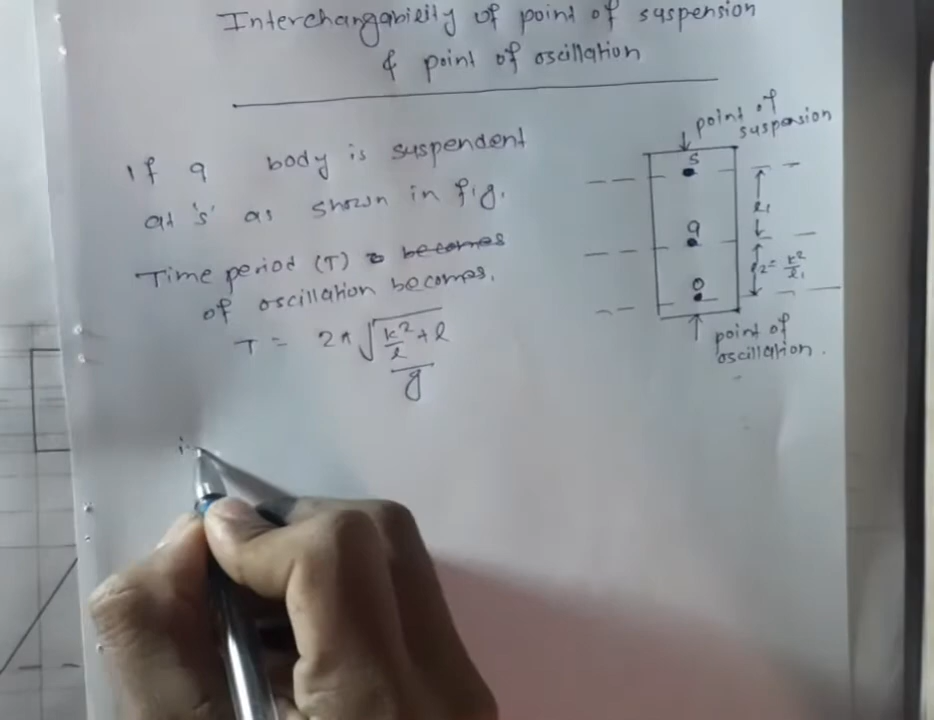 Interchangability of point of suspension
& point of oscillation
If a body is suspendent
at 's' as shown in fig.
Time period (T) becomes
of oscillation becomes.
T = 2π √((k²/l + l)/g)
point of
suspension
s
l₁
G
l₂ = k²/l₁
O
point of
oscillation.
i